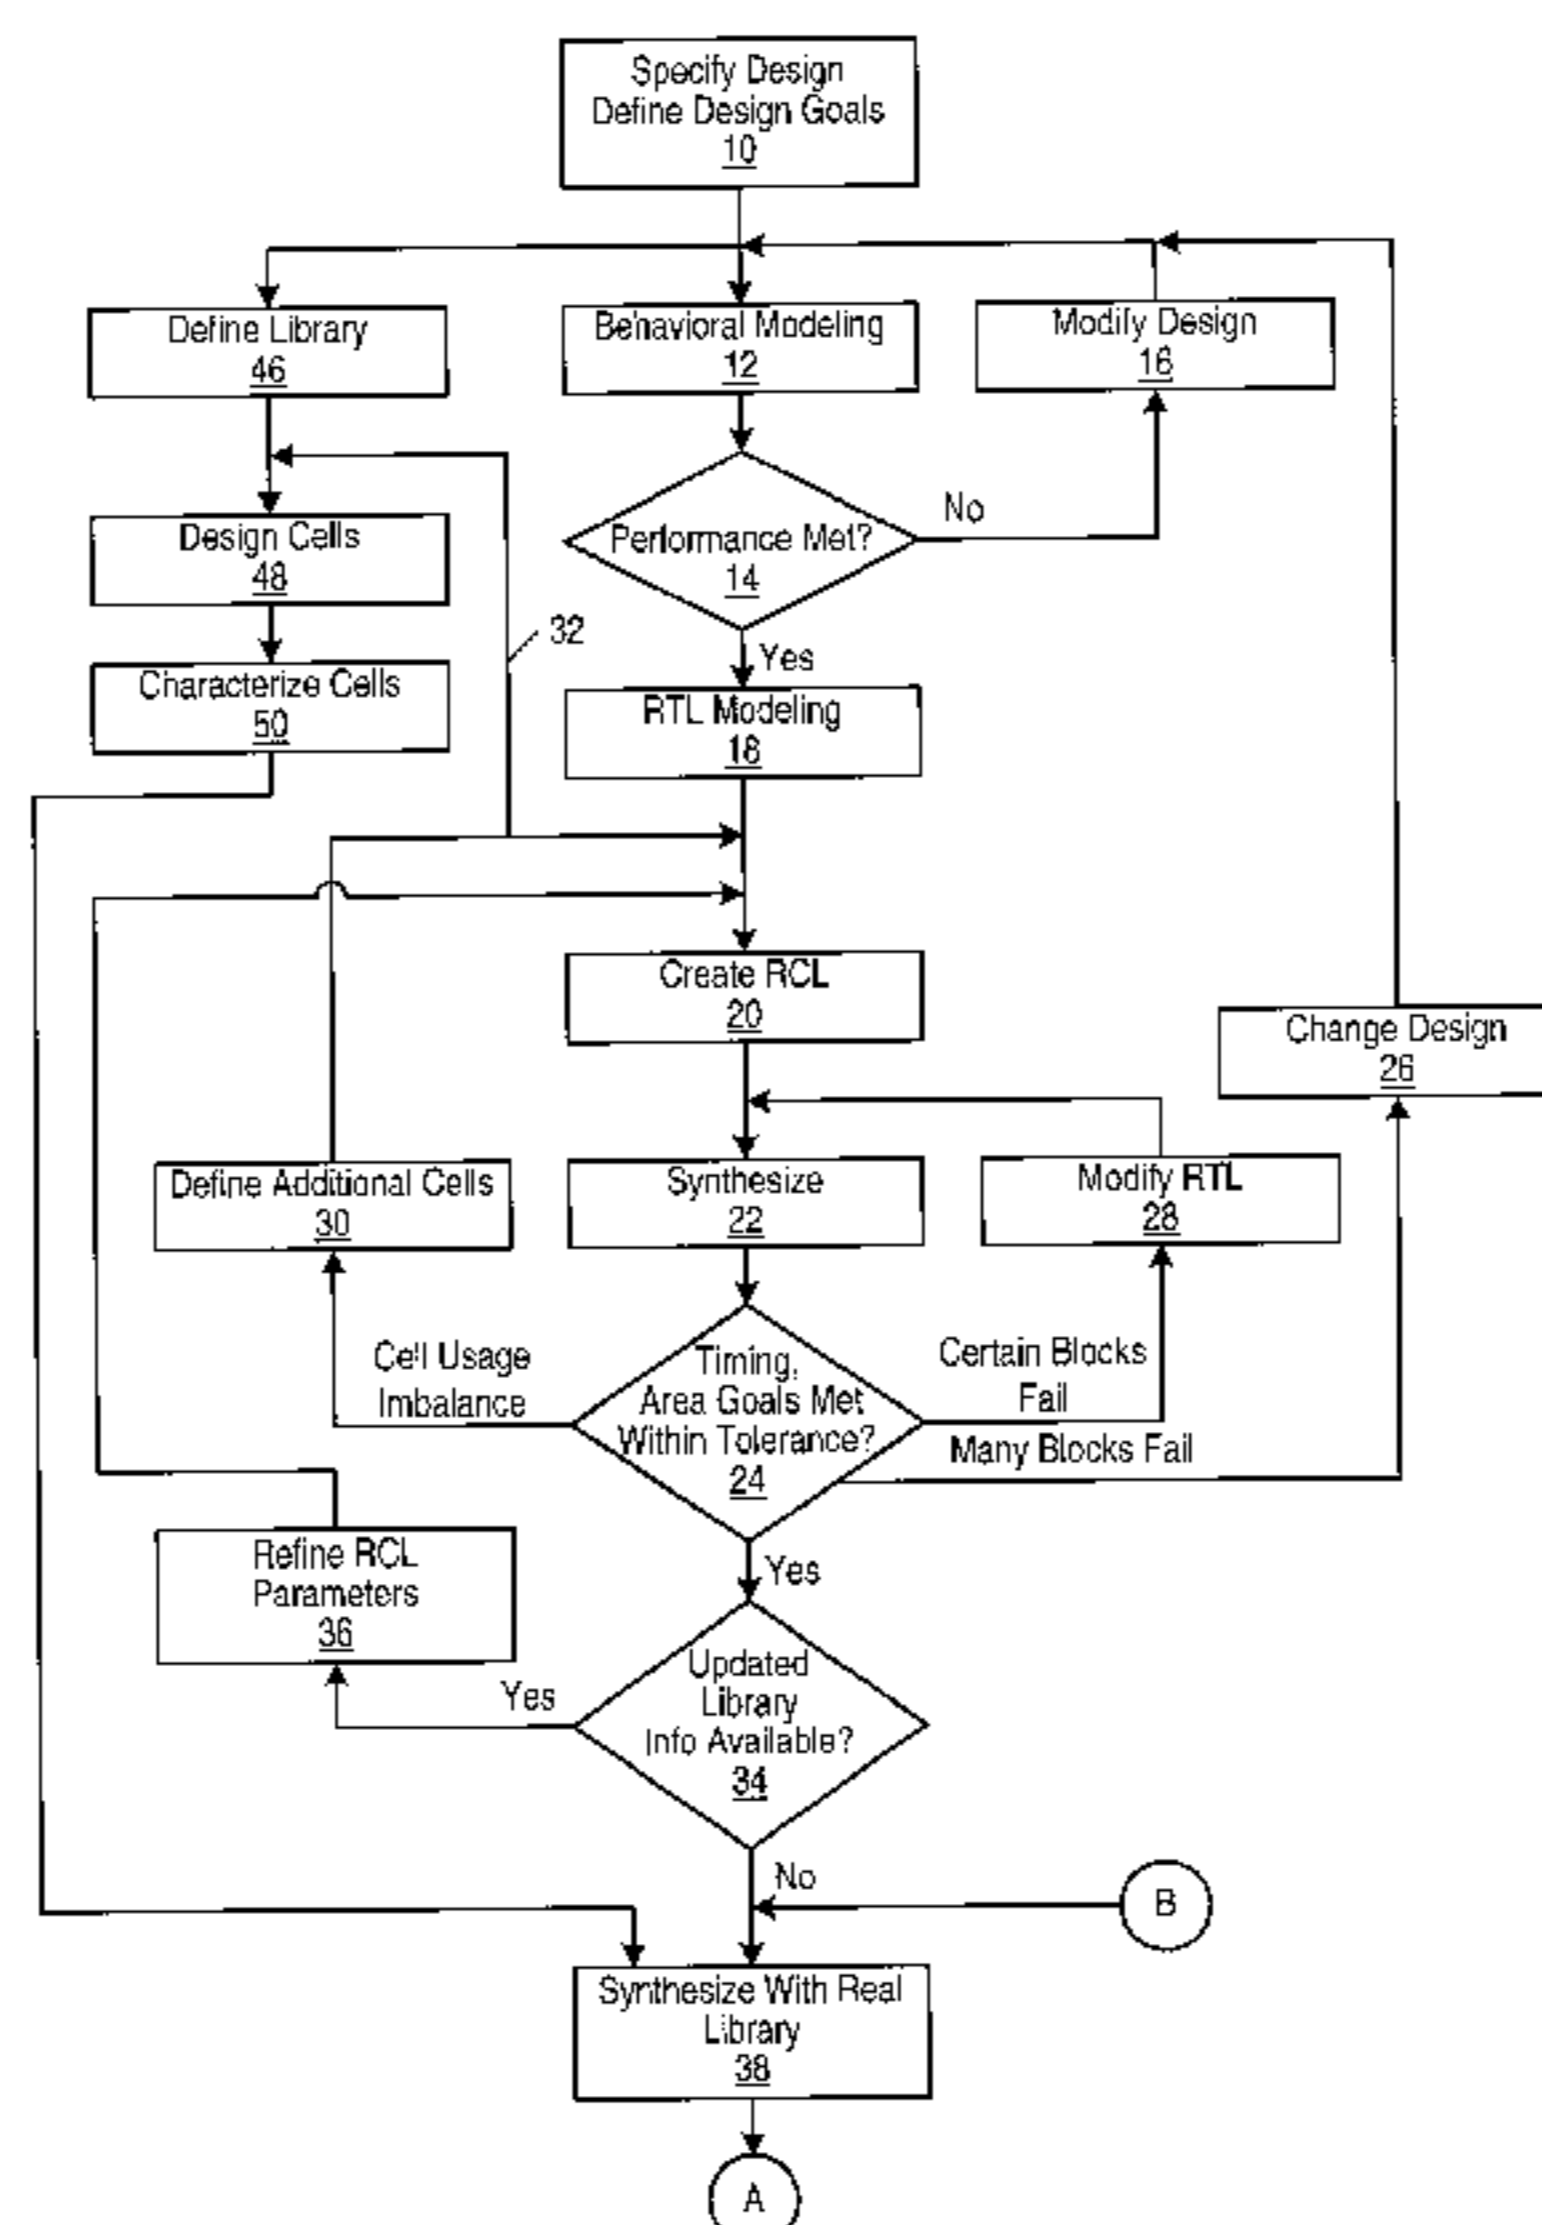 Specify Design
Define Design Goals
10
Define Library
46
Behavioral Modeling
12
Modify Design
16
Design Cells
48
Performance Met?
14
No
32
Yes
Characterize Cells
50
RTL Modeling
18
Create RCL
20
Change Design
26
Define Additional Cells
30
Synthesize
22
Modify RTL
28
Cell Usage
Imbalance
Timing,
Area Goals Met
Within Tolerance?
24
Certain Blocks
Fail
Many Blocks Fail
Yes
Refine RCL
Parameters
36
Updated
Library
Info Available?
34
Yes
No
B
Synthesize With Real
Library
38
A